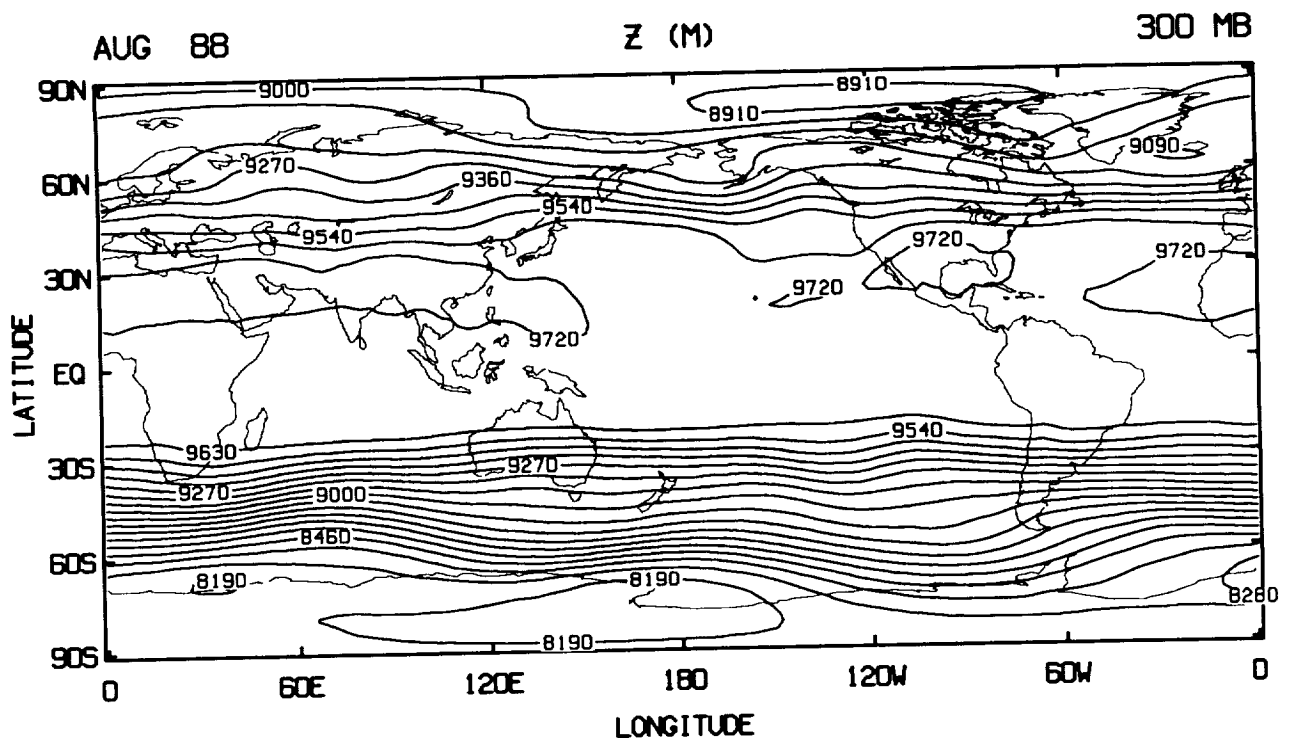 AUG 88 Z (M) 300 MB
90N 9000 8910
8910
9090
60N 9270 9360
9540
9540 9720 9720
30N 9720
9720
LATITUDE
EQ
9630 9540
30S 9270
9270 9000
8460
60S 8190 8190 8280
8190
90S
0 60E 120E 180 120W 60W 0
LONGITUDE